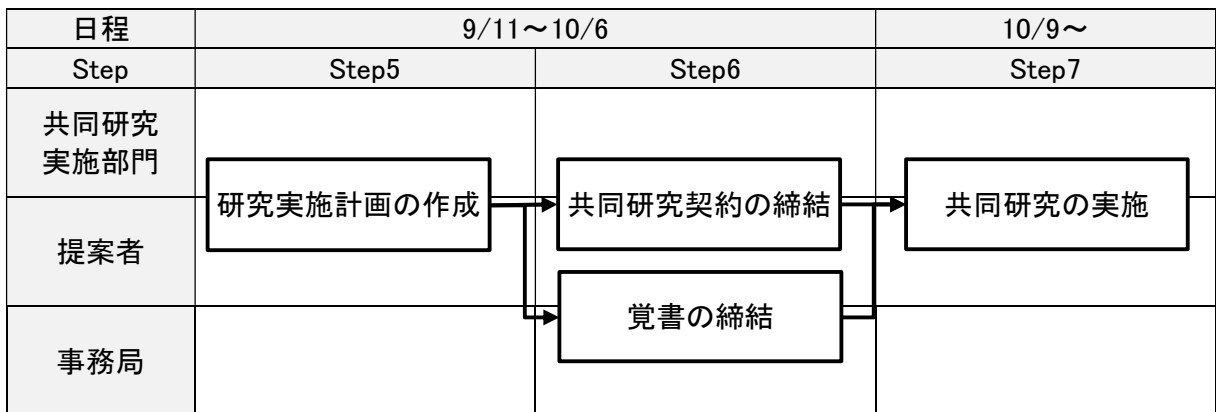 日程 9/11～10/6 10/9～
Step Step5 Step6 Step7
共同研究
実施部門
研究実施計画の作成 共同研究契約の締結 共同研究の実施
提案者
覚書の締結
事務局